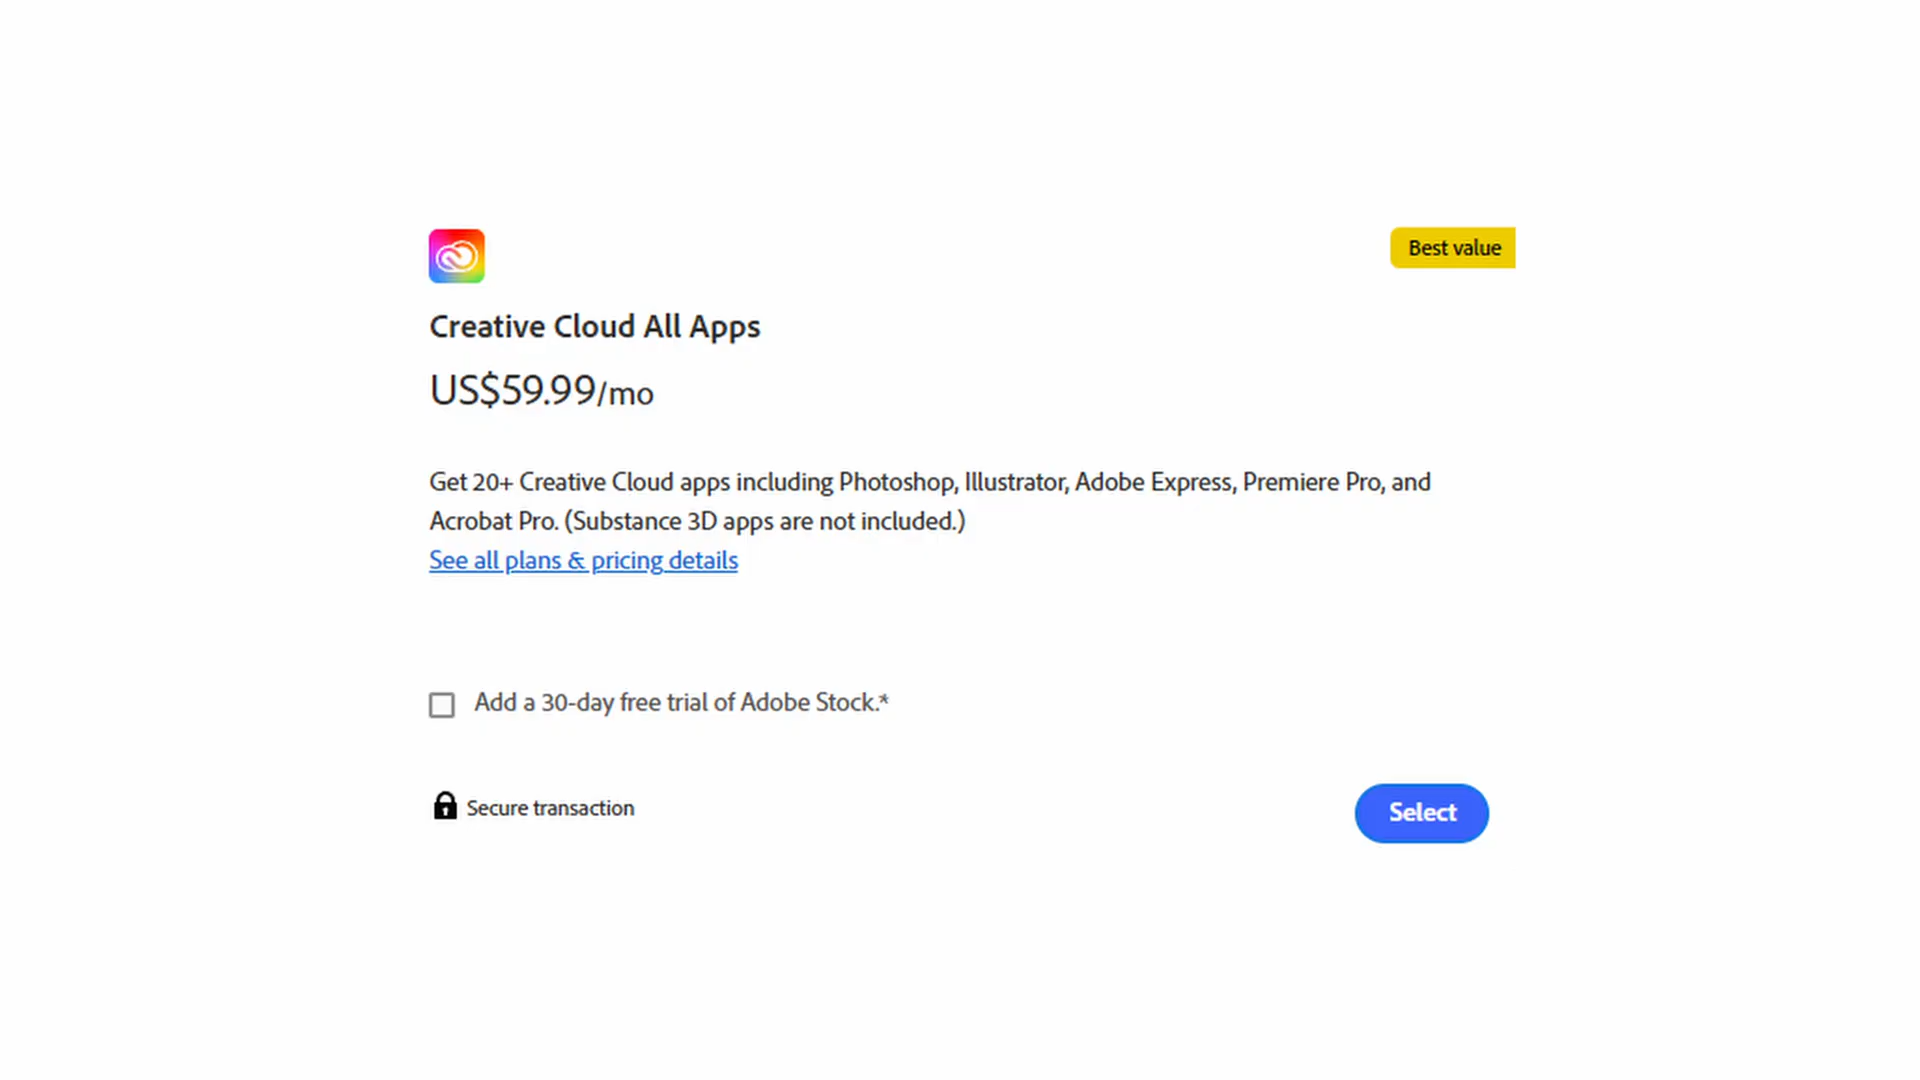 Best value
Creative Cloud All Apps
US$59.99/mo
Get 20+ Creative Cloud apps including Photoshop, Illustrator, Adobe Express, Premiere Pro, and
Acrobat Pro. (Substance 3D apps are not included.)
See all plans & pricing details
Add a 30-day free trial of Adobe Stock.*
Secure transaction
Select